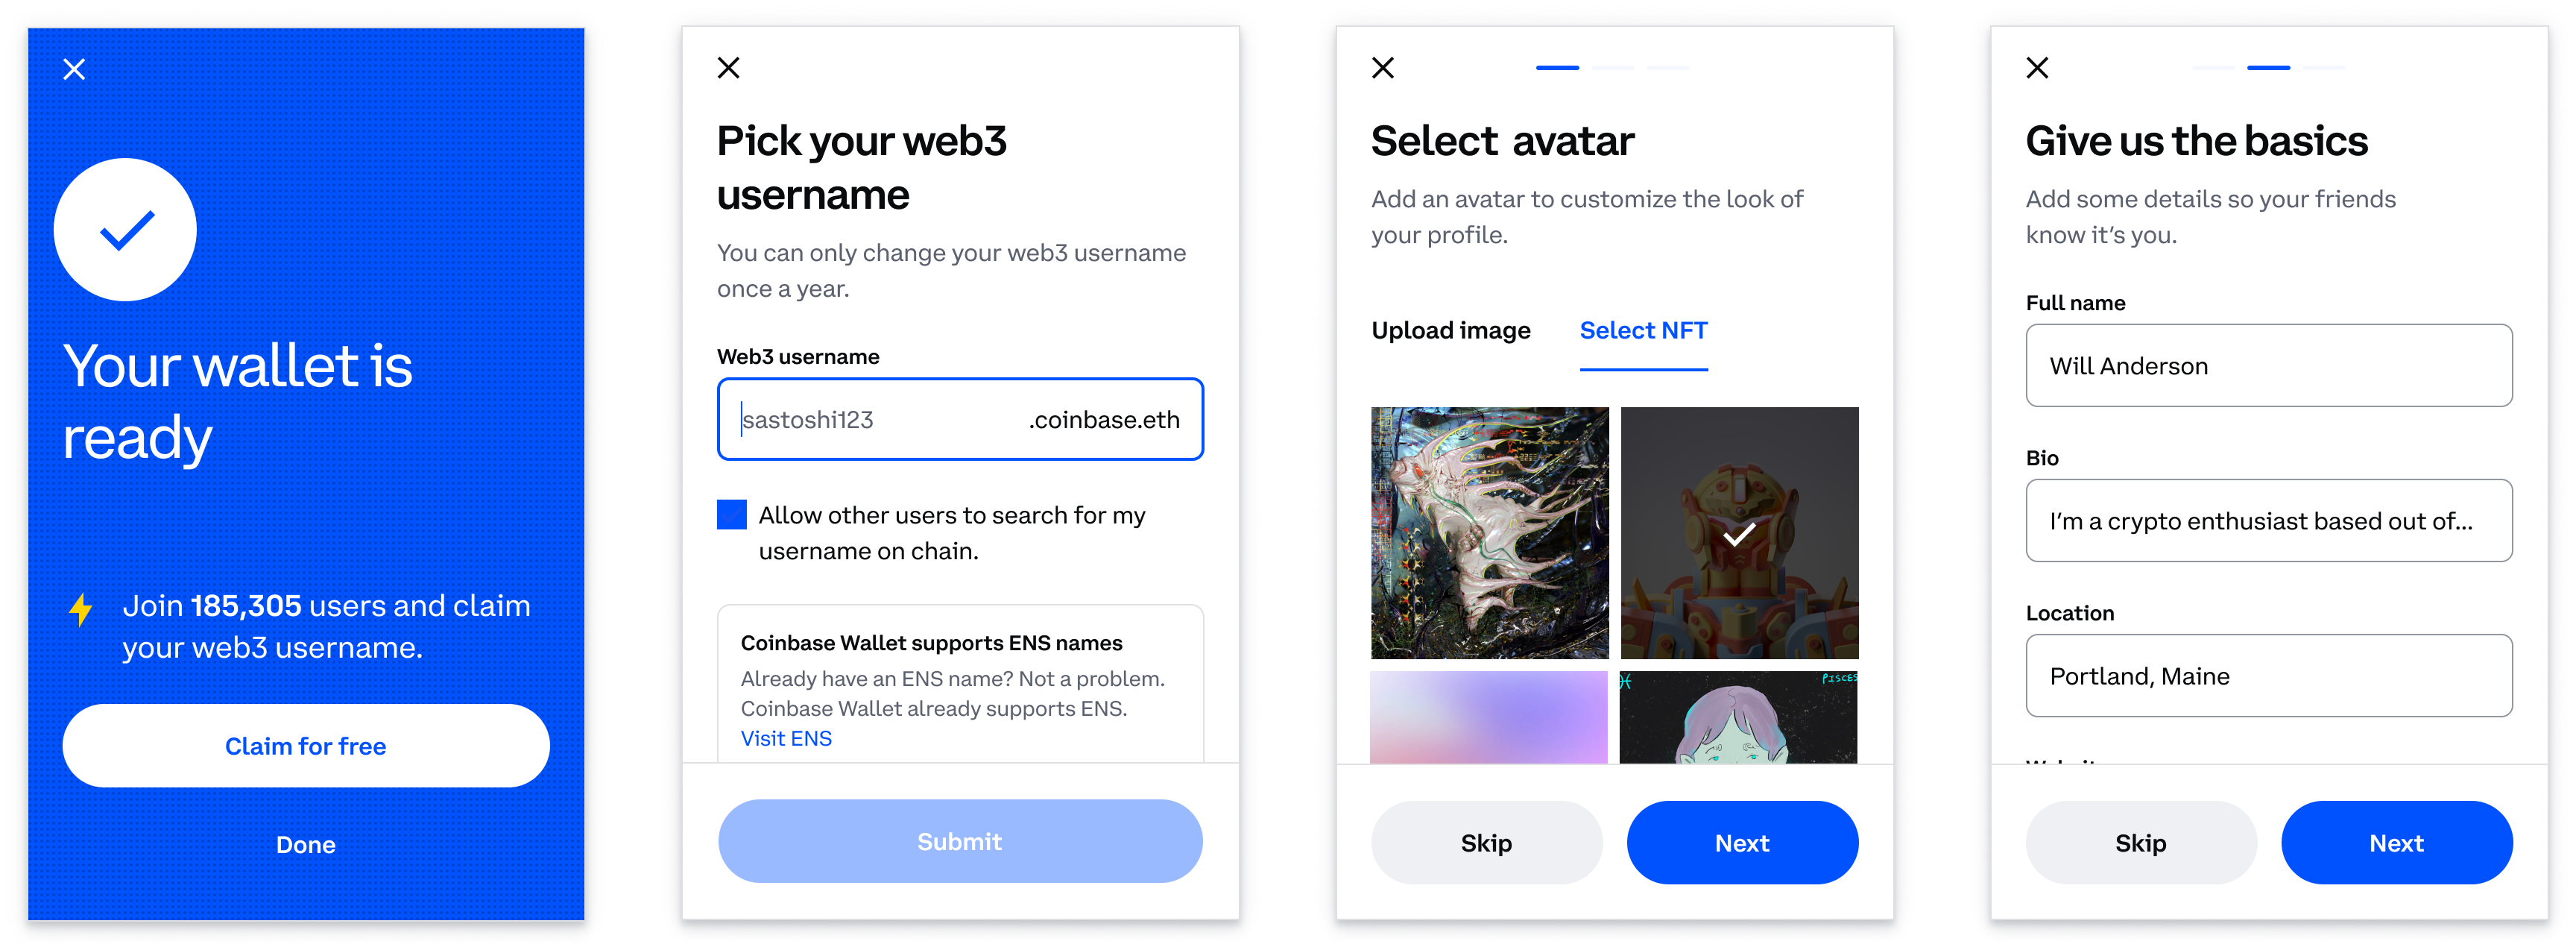 Your wallet is
ready
Join 185,305 users and claim
your web3 username.
Claim for free
Done
Pick your web3
username
You can only change your web3 username
once a year.
Web3 username
sastoshi123 .coinbase.eth
Allow other users to search for my
username on chain.
Coinbase Wallet supports ENS names
Already have an ENS name? Not a problem.
Coinbase Wallet already supports ENS.
Visit ENS
Submit
Select avatar
Add an avatar to customize the look of
your profile.
Upload image Select NFT
PISCES
Skip Next
Give us the basics
Add some details so your friends
know it’s you.
Full name
Will Anderson
Bio
I’m a crypto enthusiast based out of...
Location
Portland, Maine
Skip Next